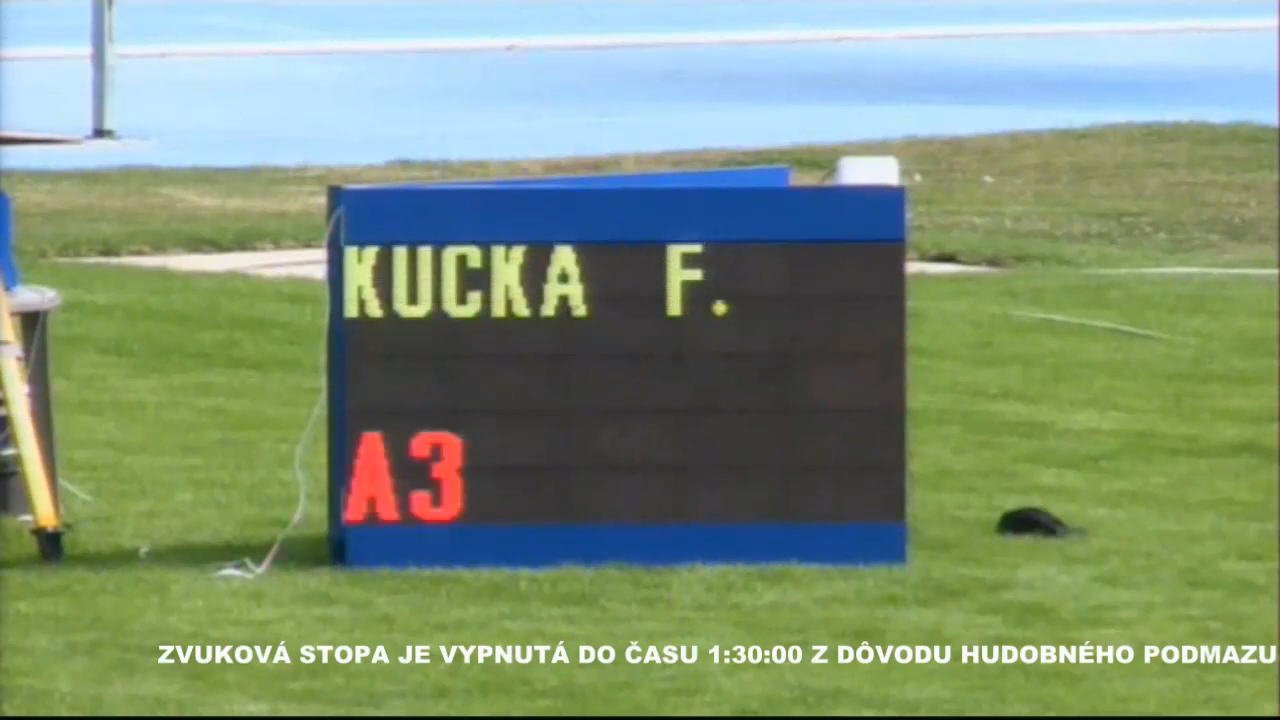 KUCKA F.
A3
ZVUKOVÁ STOPA JE VYPNUTÁ DO ČASU 1:30:00 Z DÔVODU HUDOBNÉHO PODMAZU